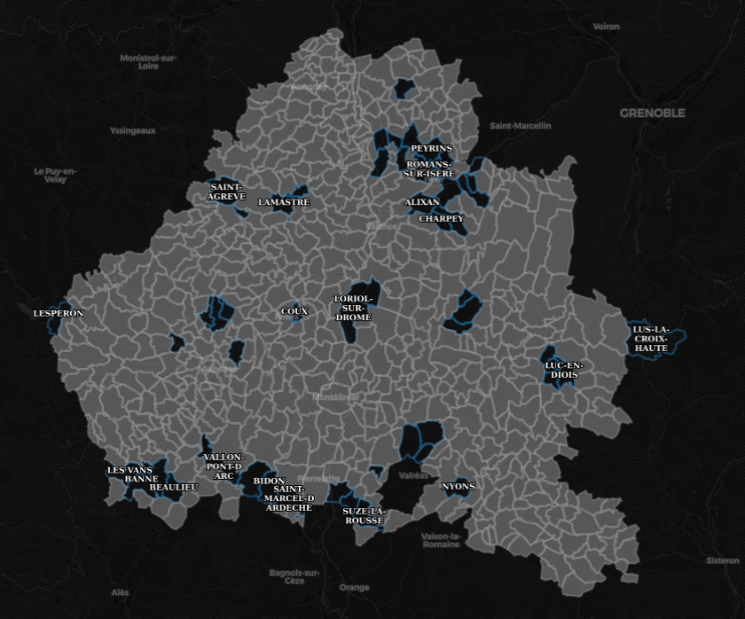 Voiron
Monistrol-sur-
Loire
GRENOBLE
Saint-Marcellin
Yssingeaux
PEYRINS
ROMANS-
SUR-ISERE
Le Puy-en-
Velay
SAINT-
AGREVE
LAMASTRE
ALIXAN
CHARPEY
LESPERON
COUX
LORIOL-
SUR-
DROME
LUS-LA-
CROIX-
HAUTE
LUC-EN-
DIOIS
Montélimar
LES VANS
BANNE
BEAULIEU
VALLON-
PONT-D
ARC
BIDON
SAINT-
MARCEL-D
ARDECHE
Pierrelatte
Valréas
NYONS
SUZE-LA-
ROUSSE
Vaison-la-
Romaine
Bagnols-sur-
Cèze
Orange
Alès
Sisteron